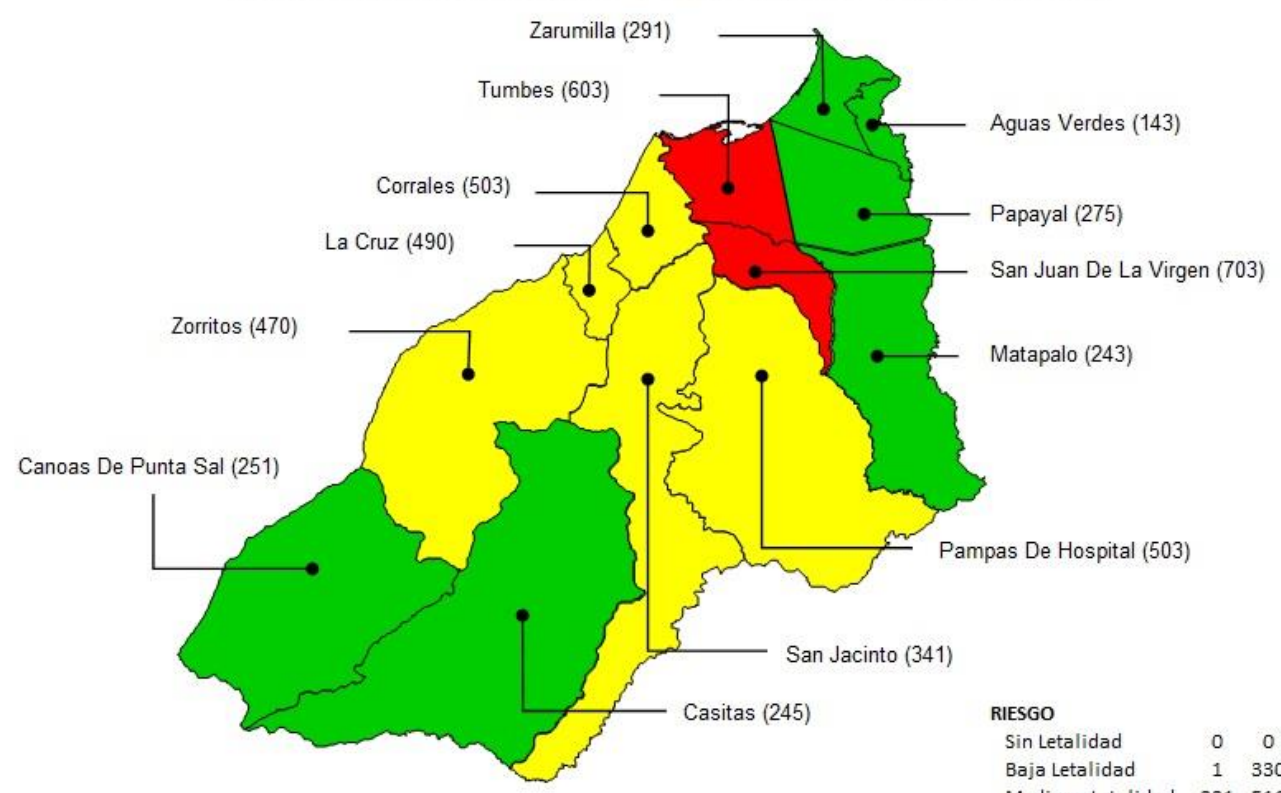 Zarumilla (291)
Tumbes (603)
Aguas Verdes (143)
Corrales (503)
Papayal (275)
La Cruz (490)
San Juan De La Virgen (703)
Zorritos (470)
Matapalo (243)
Canoas De Punta Sal (251)
Pampas De Hospital (503)
San Jacinto (341)
Casitas (245)
RIESGO
Sin Letalidad 0 0
Baja Letalidad 1 330